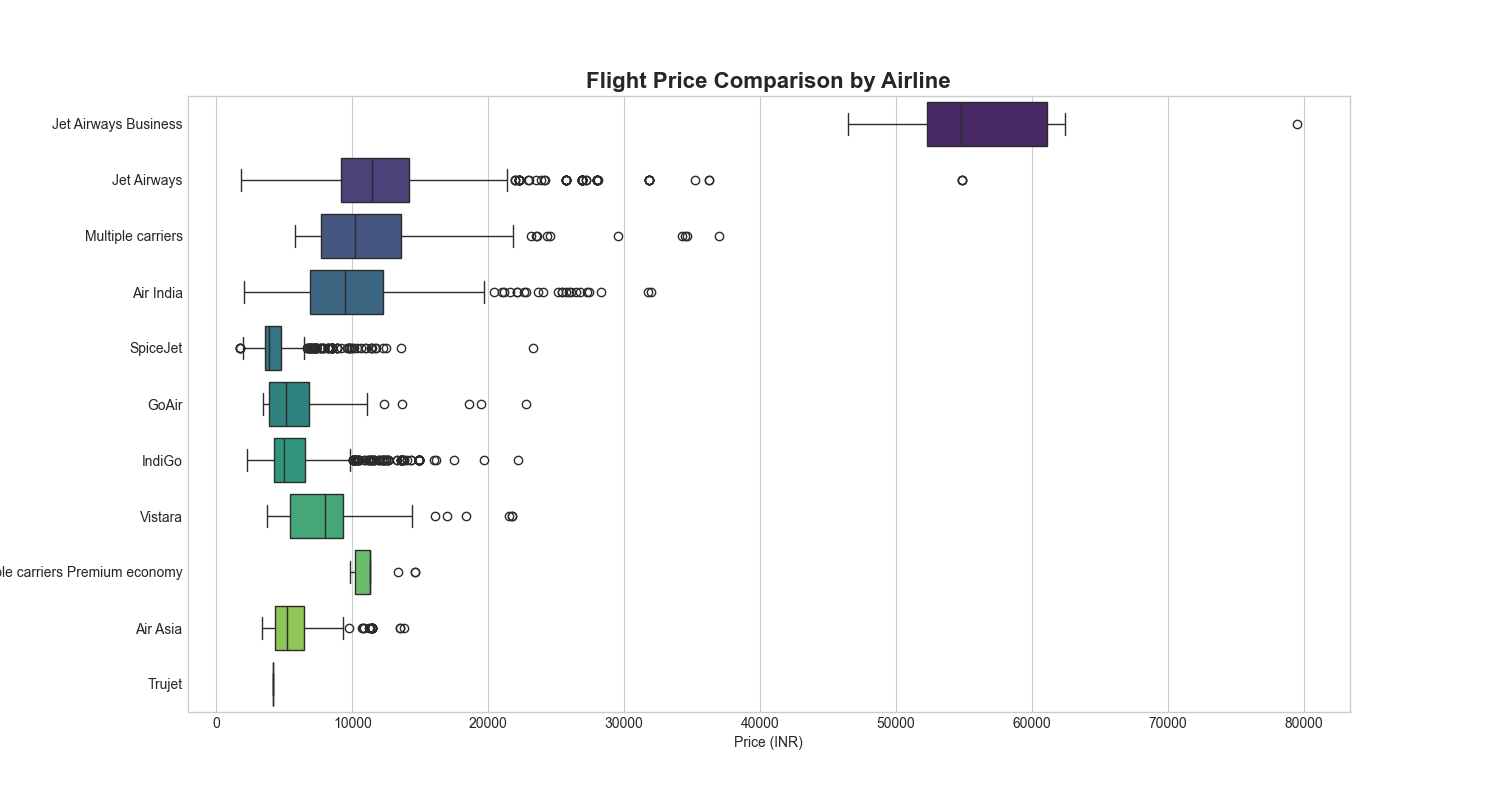 Flight Price Comparison by Airline
Jet Airways Business
Jet Airways
Multiple carriers
Air India
SpiceJet
GoAir
IndiGo
Vistara
carriers Premium economy
Air Asia
Trujet
0 10000 20000 30000 40000 50000 60000 70000 80000
Price (INR)